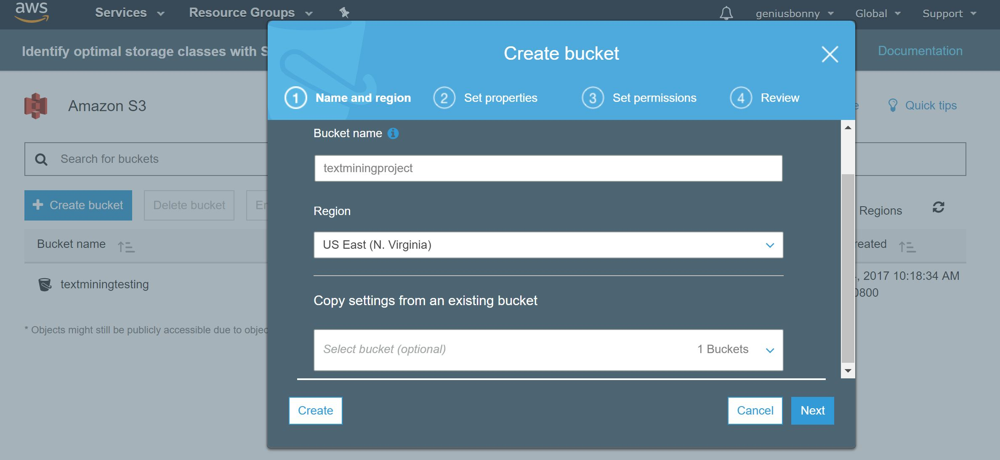 aws Services Resource Groups geniusbonny Global Support
Identify optimal storage classes with S Documentation
Create bucket
1 Name and region 2 Set properties 3 Set permissions 4 Review
Amazon S3
e Quick tips
Bucket name
Search for buckets
textminingproject
Create bucket Delete bucket En
Region
Regions
US East (N. Virginia)
Bucket name
reated
textminingtesting
, 2017 10:18:34 AM
0800
Copy settings from an existing bucket
* Objects might still be publicly accessible due to objec
Select bucket (optional) 1 Buckets
Create Cancel Next